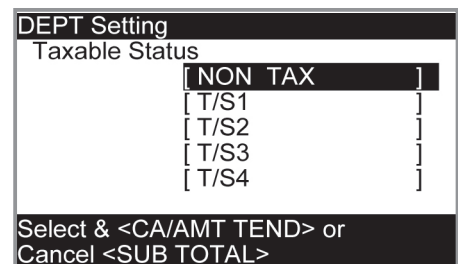 DEPT Setting
Taxable Status
[ NON TAX ]
[ T/S1 ]
[ T/S2 ]
[ T/S3 ]
[ T/S4 ]
Select & <CA/AMT TEND> or
Cancel <SUB TOTAL>